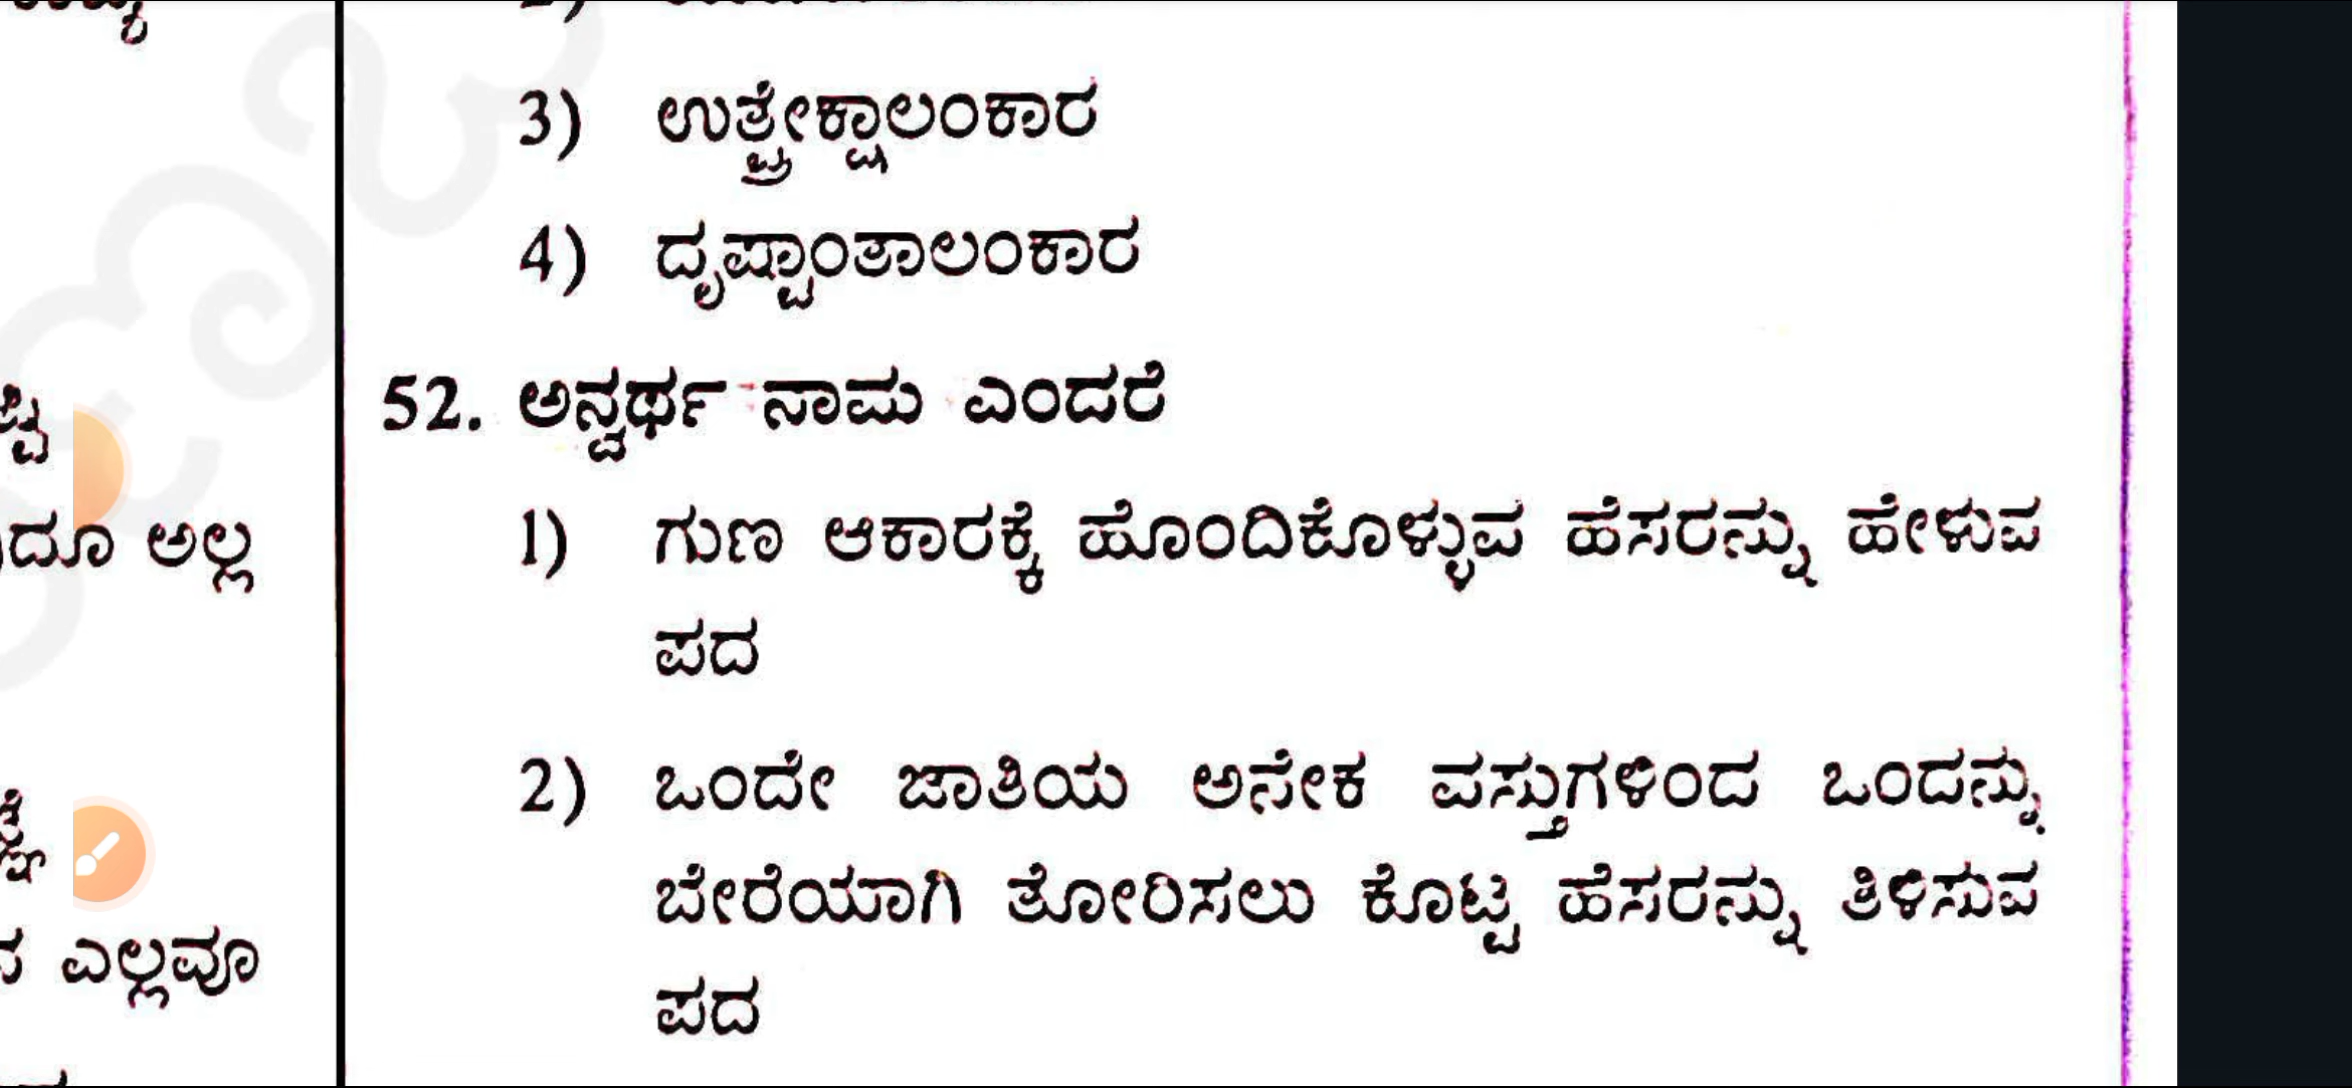 3) ಉತ್ಪ್ರೇಕ್ಷಾಲಂಕಾರ
4) ದೃಷ್ಟಾಂತಾಲಂಕಾರ
52. ಅನ್ವರ್ಥ ನಾಮ ಎಂದರೆ
1) ಗುಣ ಆಕಾರಕ್ಕೆ ಹೊಂದಿಕೊಳ್ಳುವ ಹೆಸರನ್ನು ಹೇಳುವ
ಪದ
2) ಒಂದೇ ಜಾತಿಯ ಅನೇಕ ವಸ್ತುಗಳಿಂದ ಒಂದನ್ನು
ಬೇರೆಯಾಗಿ ತೋರಿಸಲು ಕೊಟ್ಟ ಹೆಸರನ್ನು ತಿಳಿಸುವ
ಪದ
ಅಲ್ಲ
ಎಲ್ಲವೂ